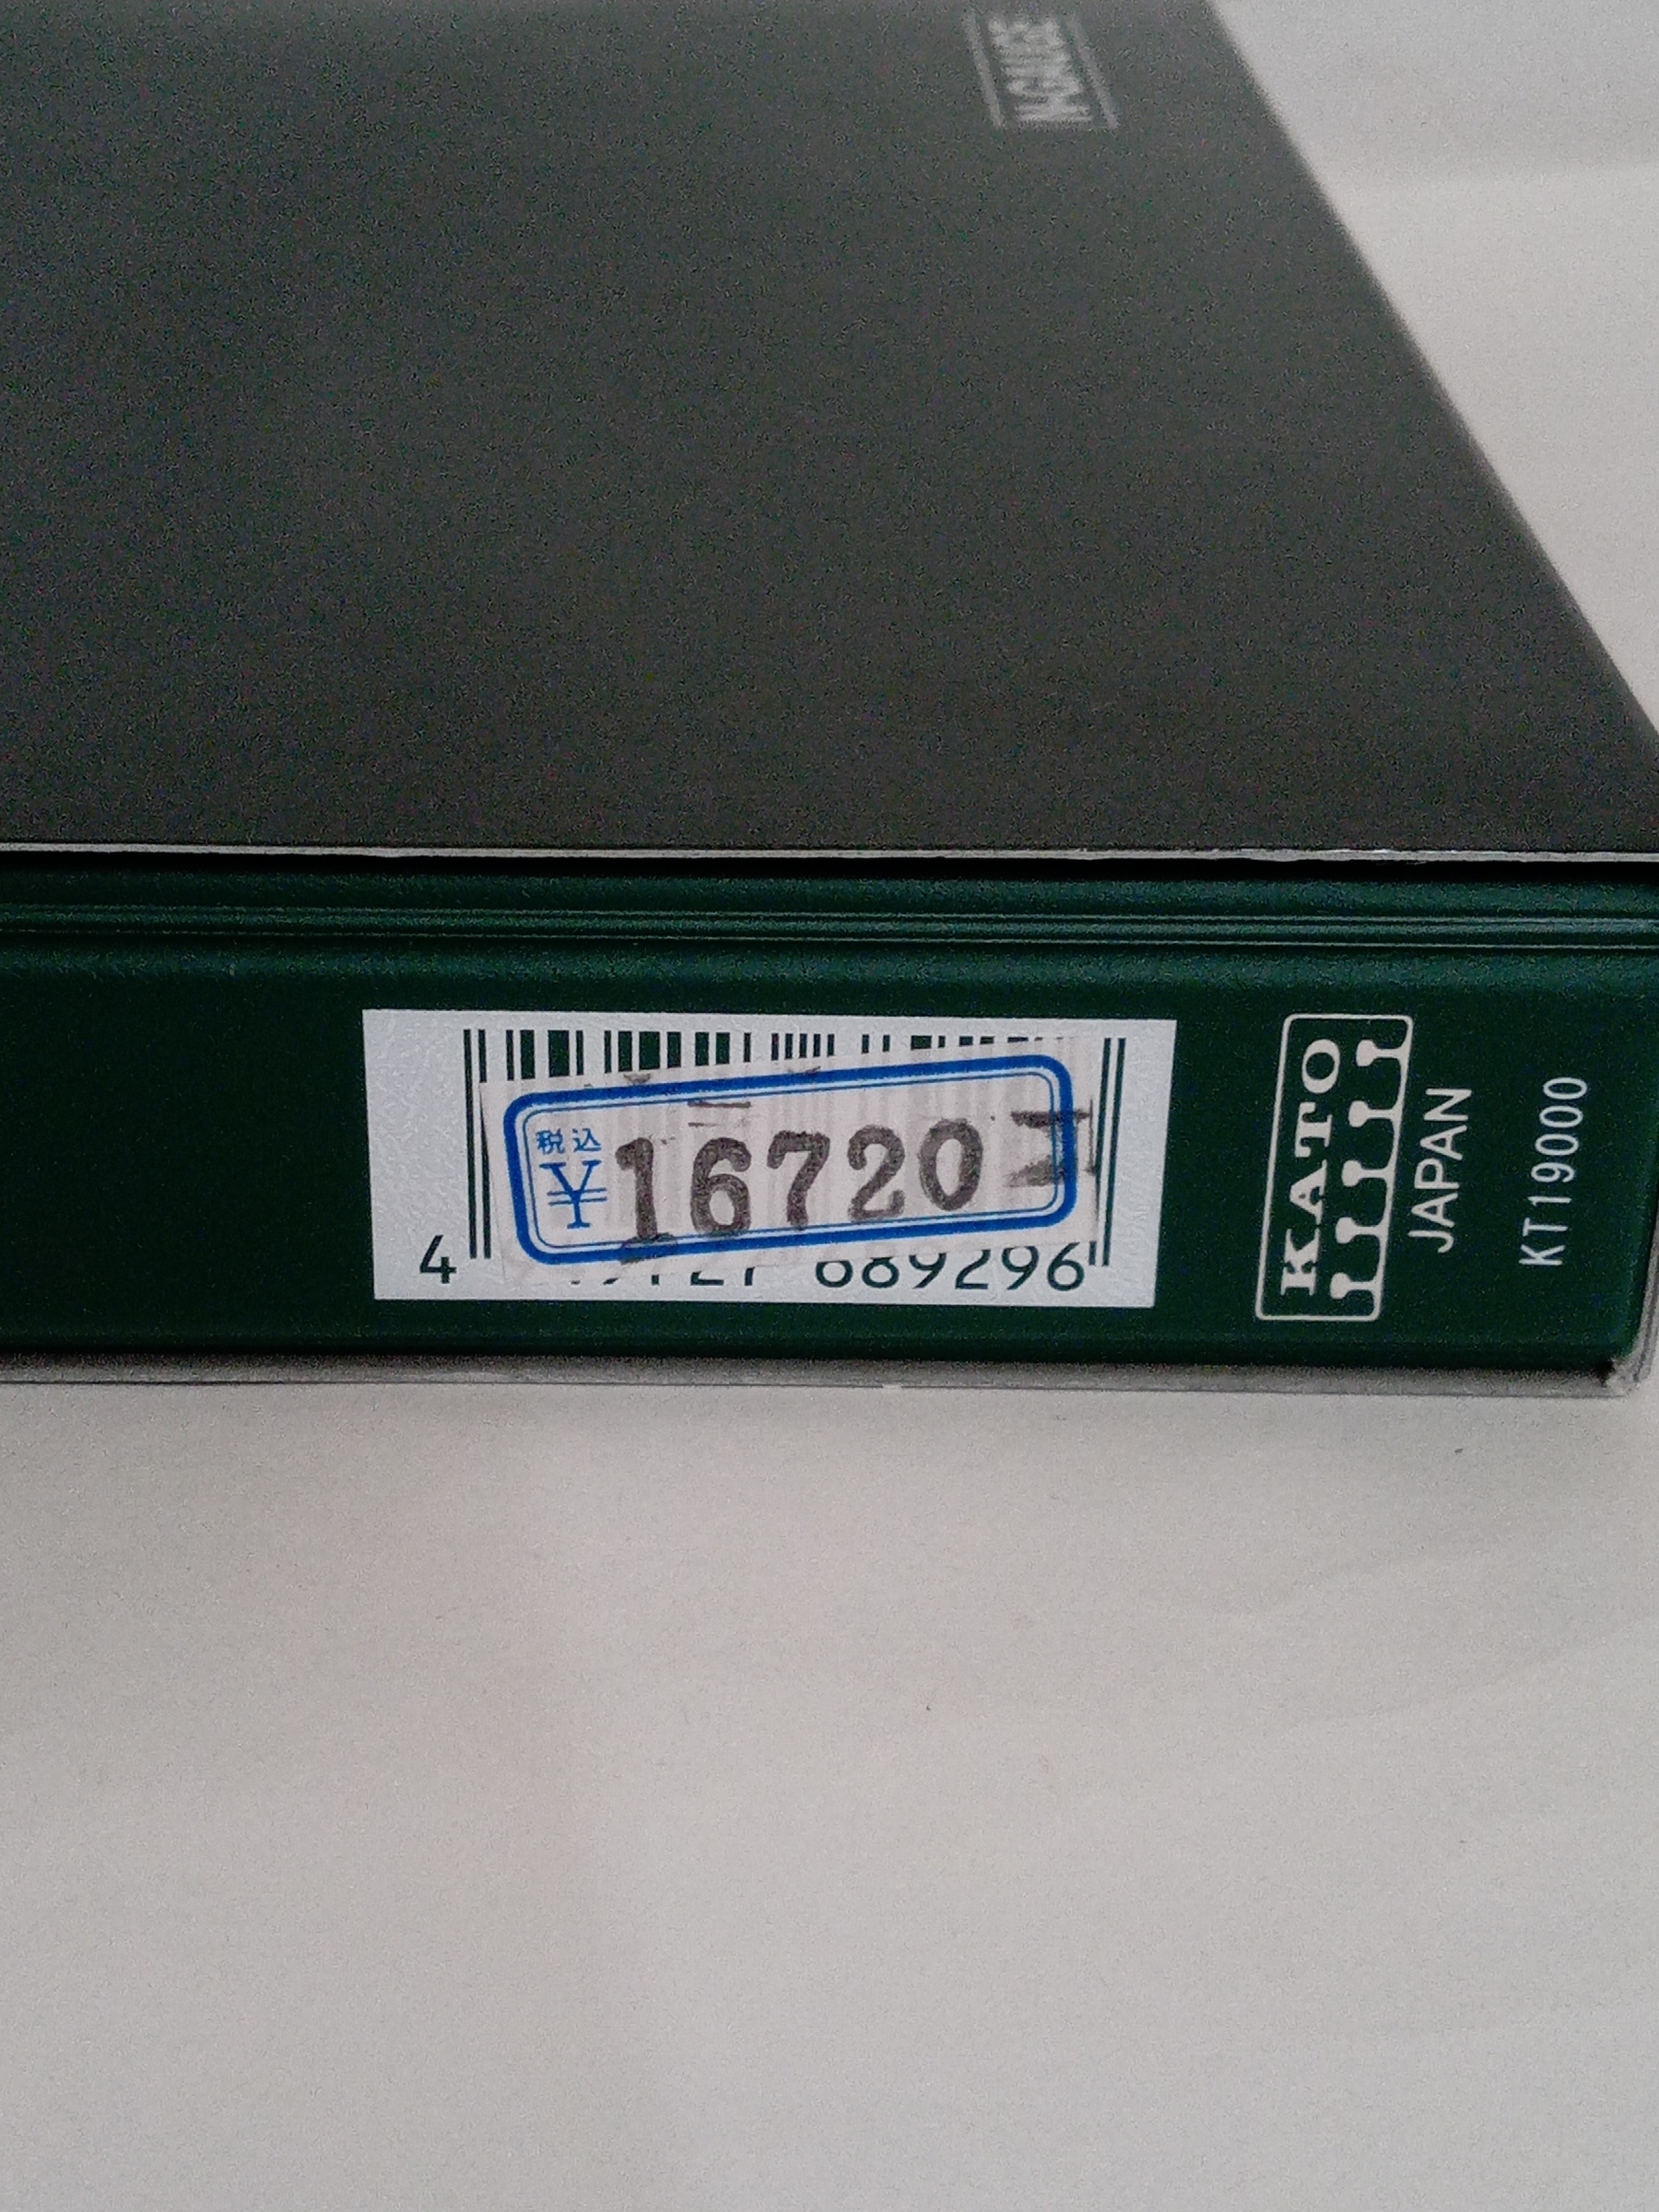 N-GAUGE
税込
¥16720
4
689296
KATO
JAPAN
KT19000